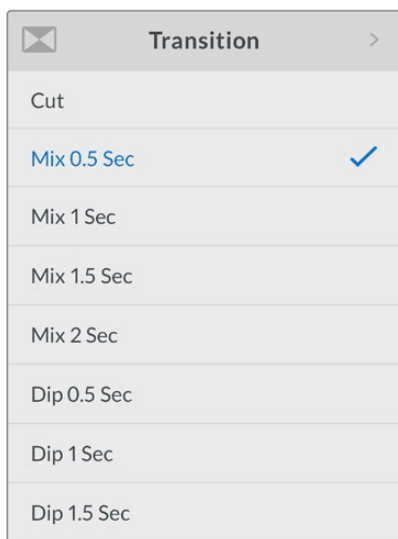 Transition
Cut
Mix 0.5 Sec
Mix 1 Sec
Mix 1.5 Sec
Mix 2 Sec
Dip 0.5 Sec
Dip 1 Sec
Dip 1.5 Sec